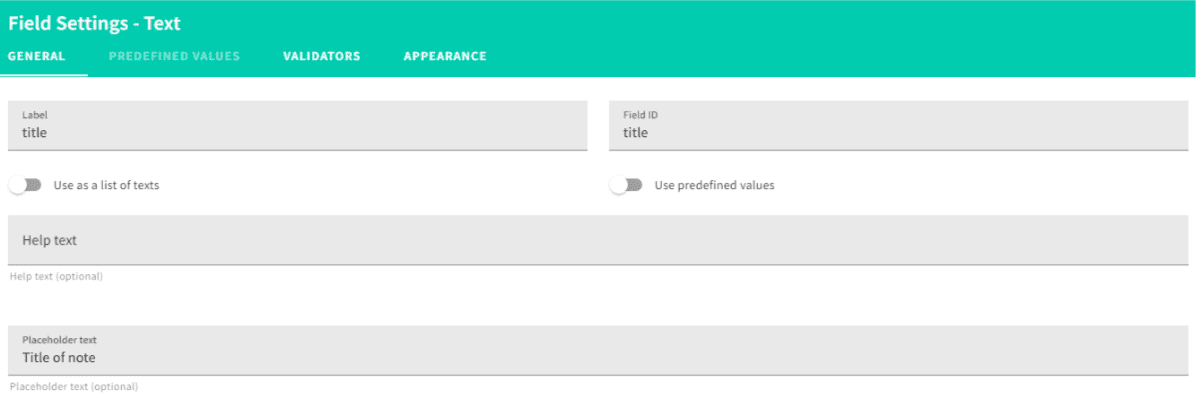 Field Settings - Text
GENERAL PREDEFINED VALUES VALIDATORS APPEARANCE
Label
title
Field ID
title
Use as a list of texts
Use predefined values
Help text
Help text (optional)
Placeholder text
Title of note
Placeholder text (optional)